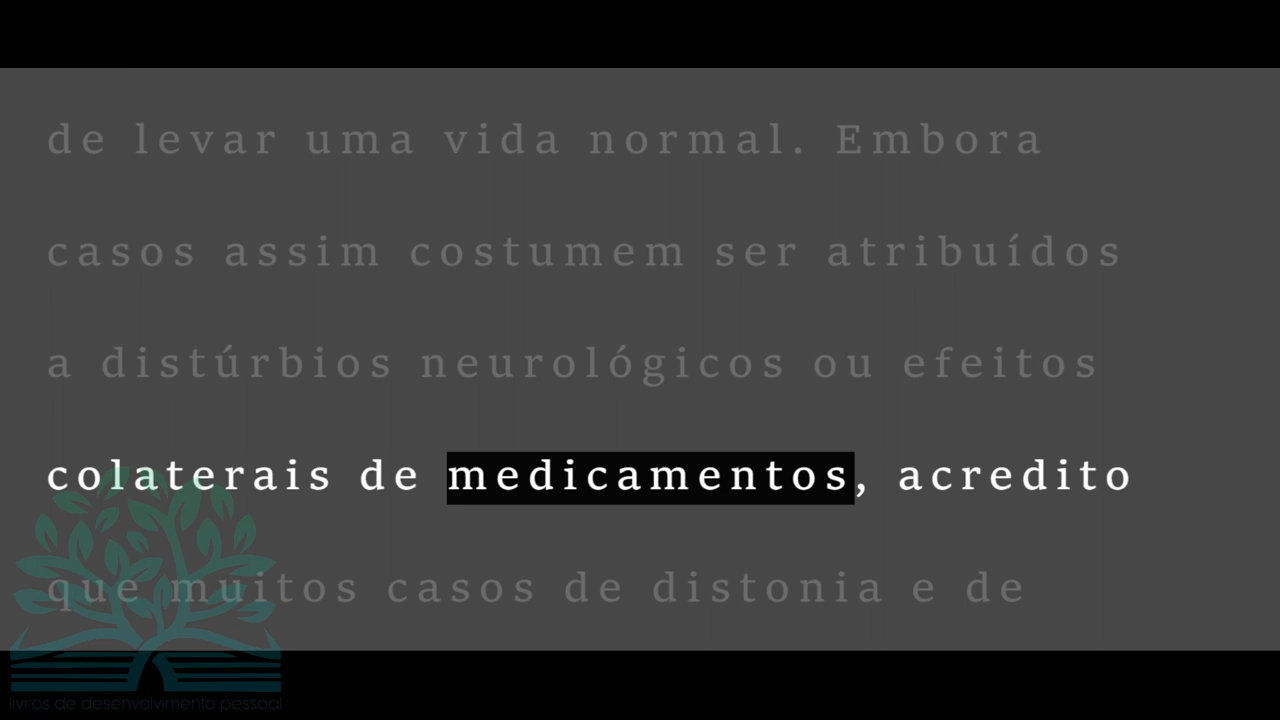 de levar uma vida normal. Embora
casos assim costumem ser atribuídos
a distúrbios neurológicos ou efeitos
colaterais de medicamentos, acredito
que muitos casos de distonia e de
livros de desenvolvimento pessoal